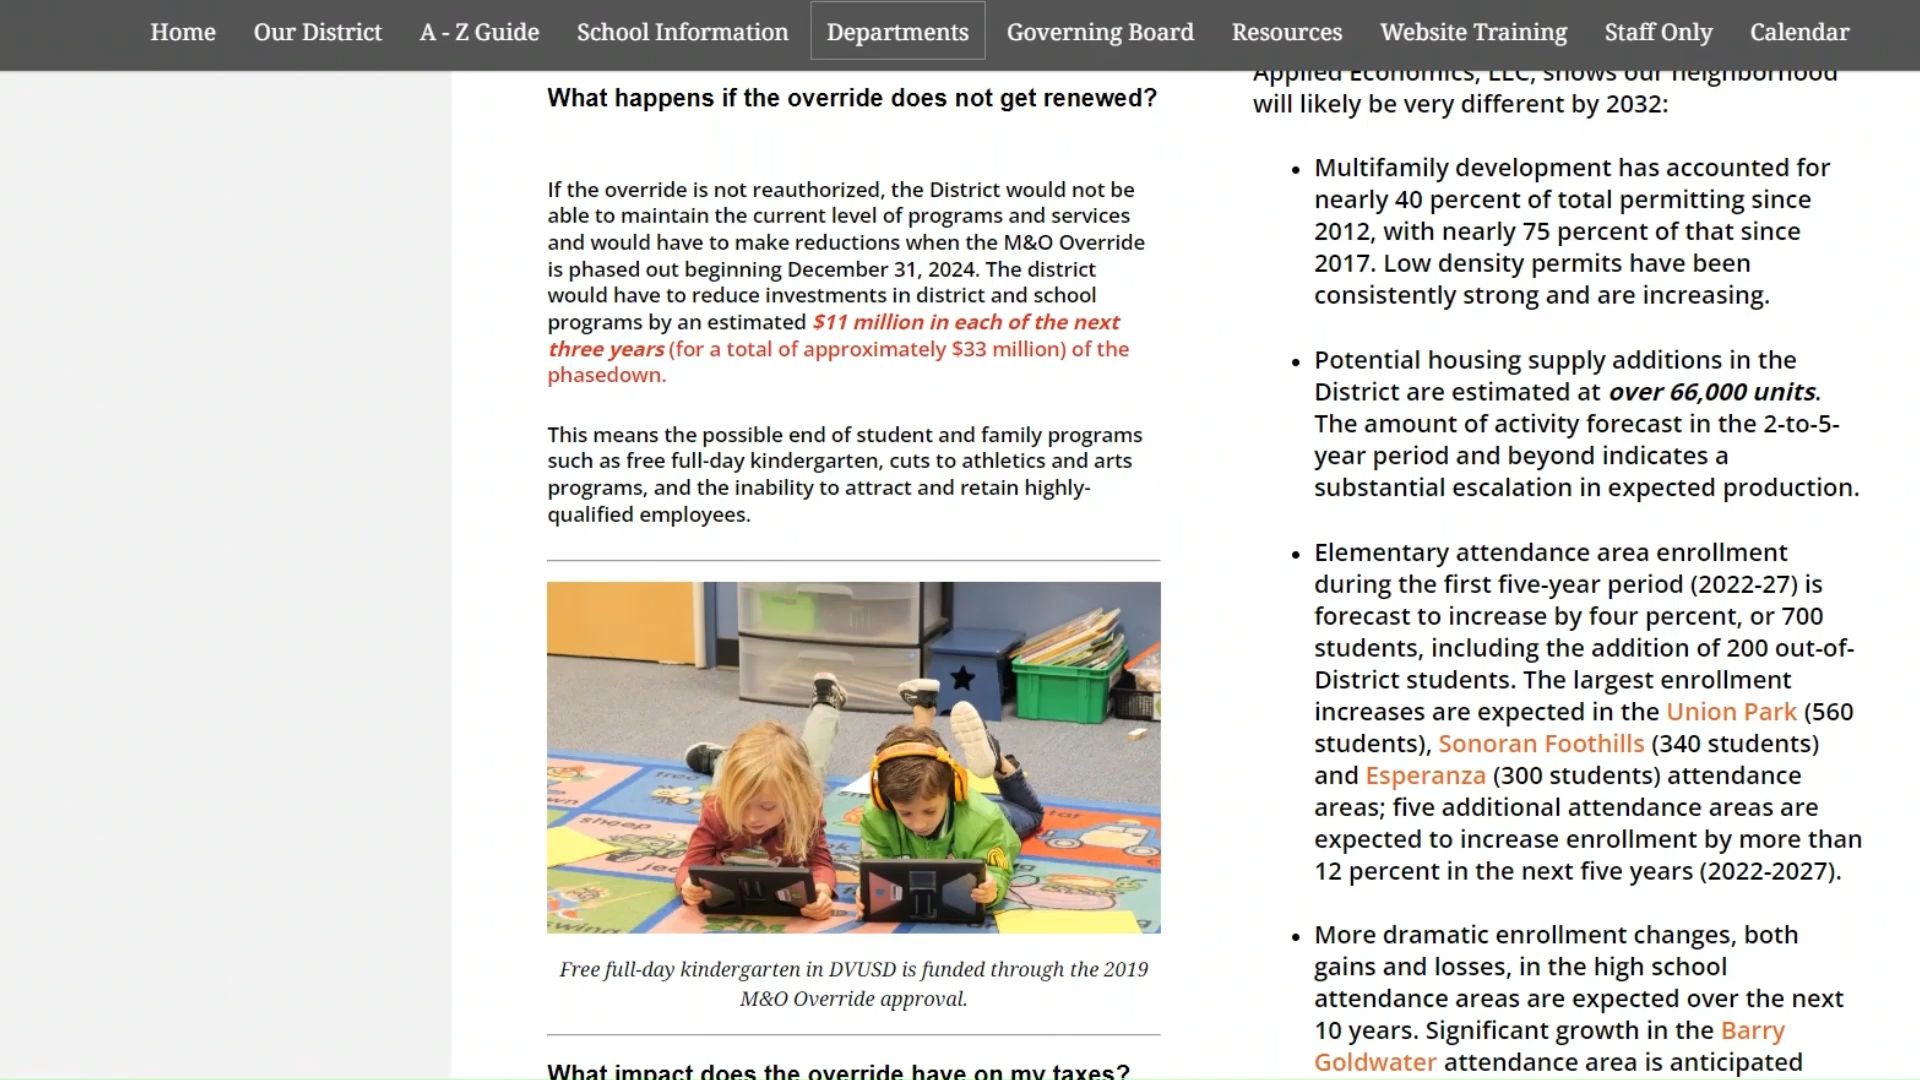 Home Our District A - Z Guide School Information Departments Governing Board Resources Website Training Staff Only Calendar
What happens if the override does not get renewed?
If the override is not reauthorized, the District would not be
able to maintain the current level of programs and services
and would have to make reductions when the M&O Override
is phased out beginning December 31, 2024. The district
would have to reduce investments in district and school
programs by an estimated $11 million in each of the next
three years (for a total of approximately $33 million) of the
phasedown.
This means the possible end of student and family programs
such as free full-day kindergarten, cuts to athletics and arts
programs, and the inability to attract and retain highly-
qualified employees.
sheep
Free full-day kindergarten in DVUSD is funded through the 2019
M&O Override approval.
What impact does the override have on my taxes?
Applied Economics, LLC, shows our neighborhood
will likely be very different by 2032:
• Multifamily development has accounted for
nearly 40 percent of total permitting since
2012, with nearly 75 percent of that since
2017. Low density permits have been
consistently strong and are increasing.
• Potential housing supply additions in the
District are estimated at over 66,000 units.
The amount of activity forecast in the 2-to-5-
year period and beyond indicates a
substantial escalation in expected production.
• Elementary attendance area enrollment
during the first five-year period (2022-27) is
forecast to increase by four percent, or 700
students, including the addition of 200 out-of-
District students. The largest enrollment
increases are expected in the Union Park (560
students), Sonoran Foothills (340 students)
and Esperanza (300 students) attendance
areas; five additional attendance areas are
expected to increase enrollment by more than
12 percent in the next five years (2022-2027).
• More dramatic enrollment changes, both
gains and losses, in the high school
attendance areas are expected over the next
10 years. Significant growth in the Barry
Goldwater attendance area is anticipated